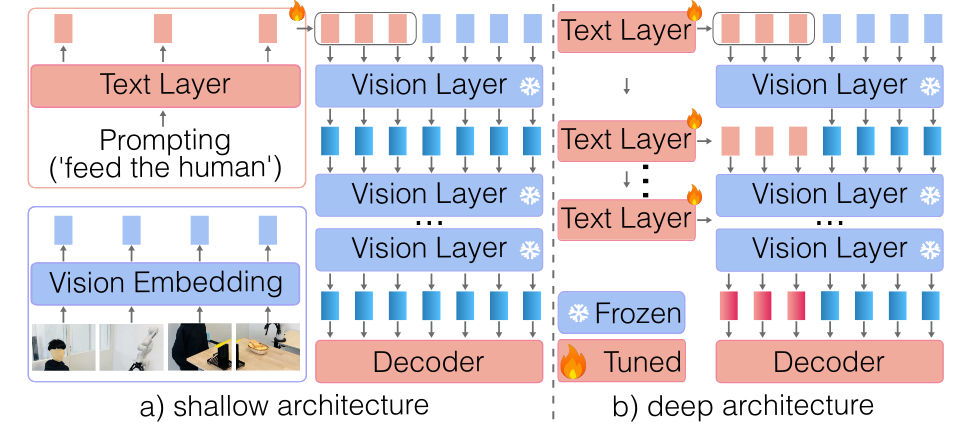 Text Layer
Prompting
('feed the human')
Vision Embedding
Vision Layer
Vision Layer
...
Vision Layer
Decoder
a) shallow architecture
Text Layer
Text Layer
Text Layer
Frozen
Tuned
Vision Layer
Vision Layer
...
Vision Layer
Decoder
b) deep architecture